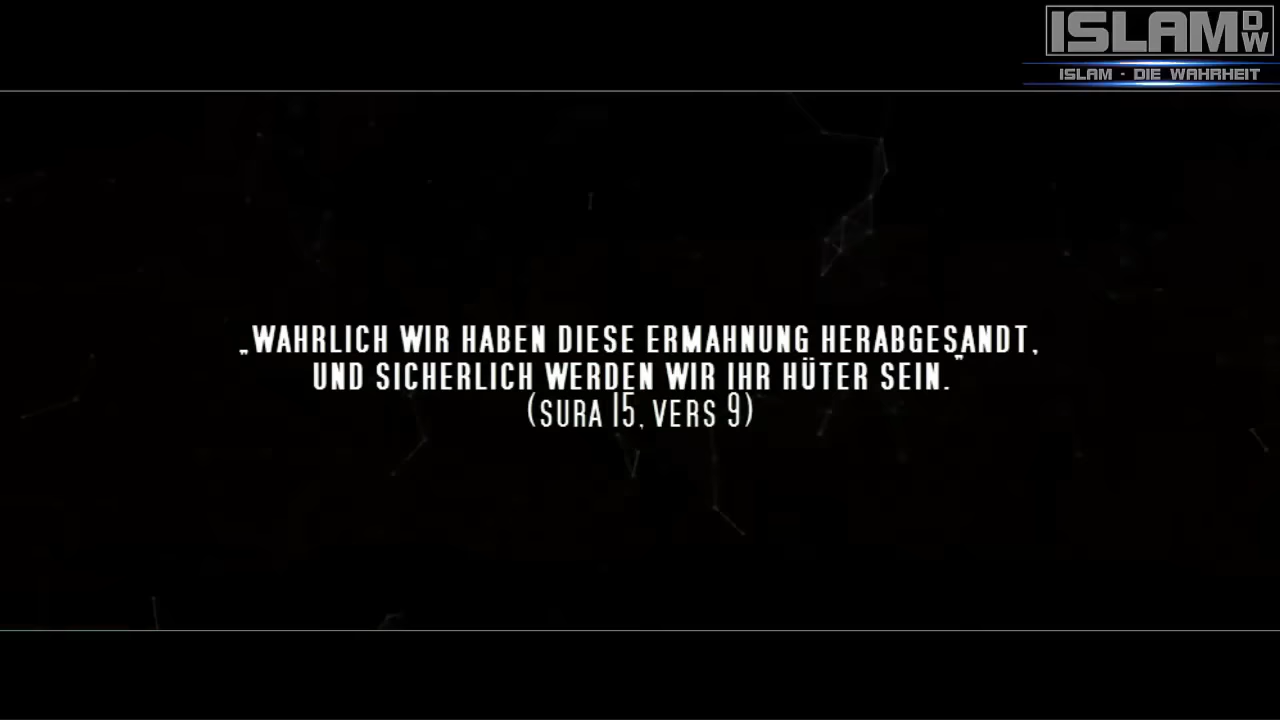 ISLAM DW
ISLAM - DIE WAHRHEIT
„WAHRLICH WIR HABEN DIESE ERMAHNUNG HERABGESANDT,
UND SICHERLICH WERDEN WIR IHR HÜTER SEIN.”
(SURA 15, VERS 9)